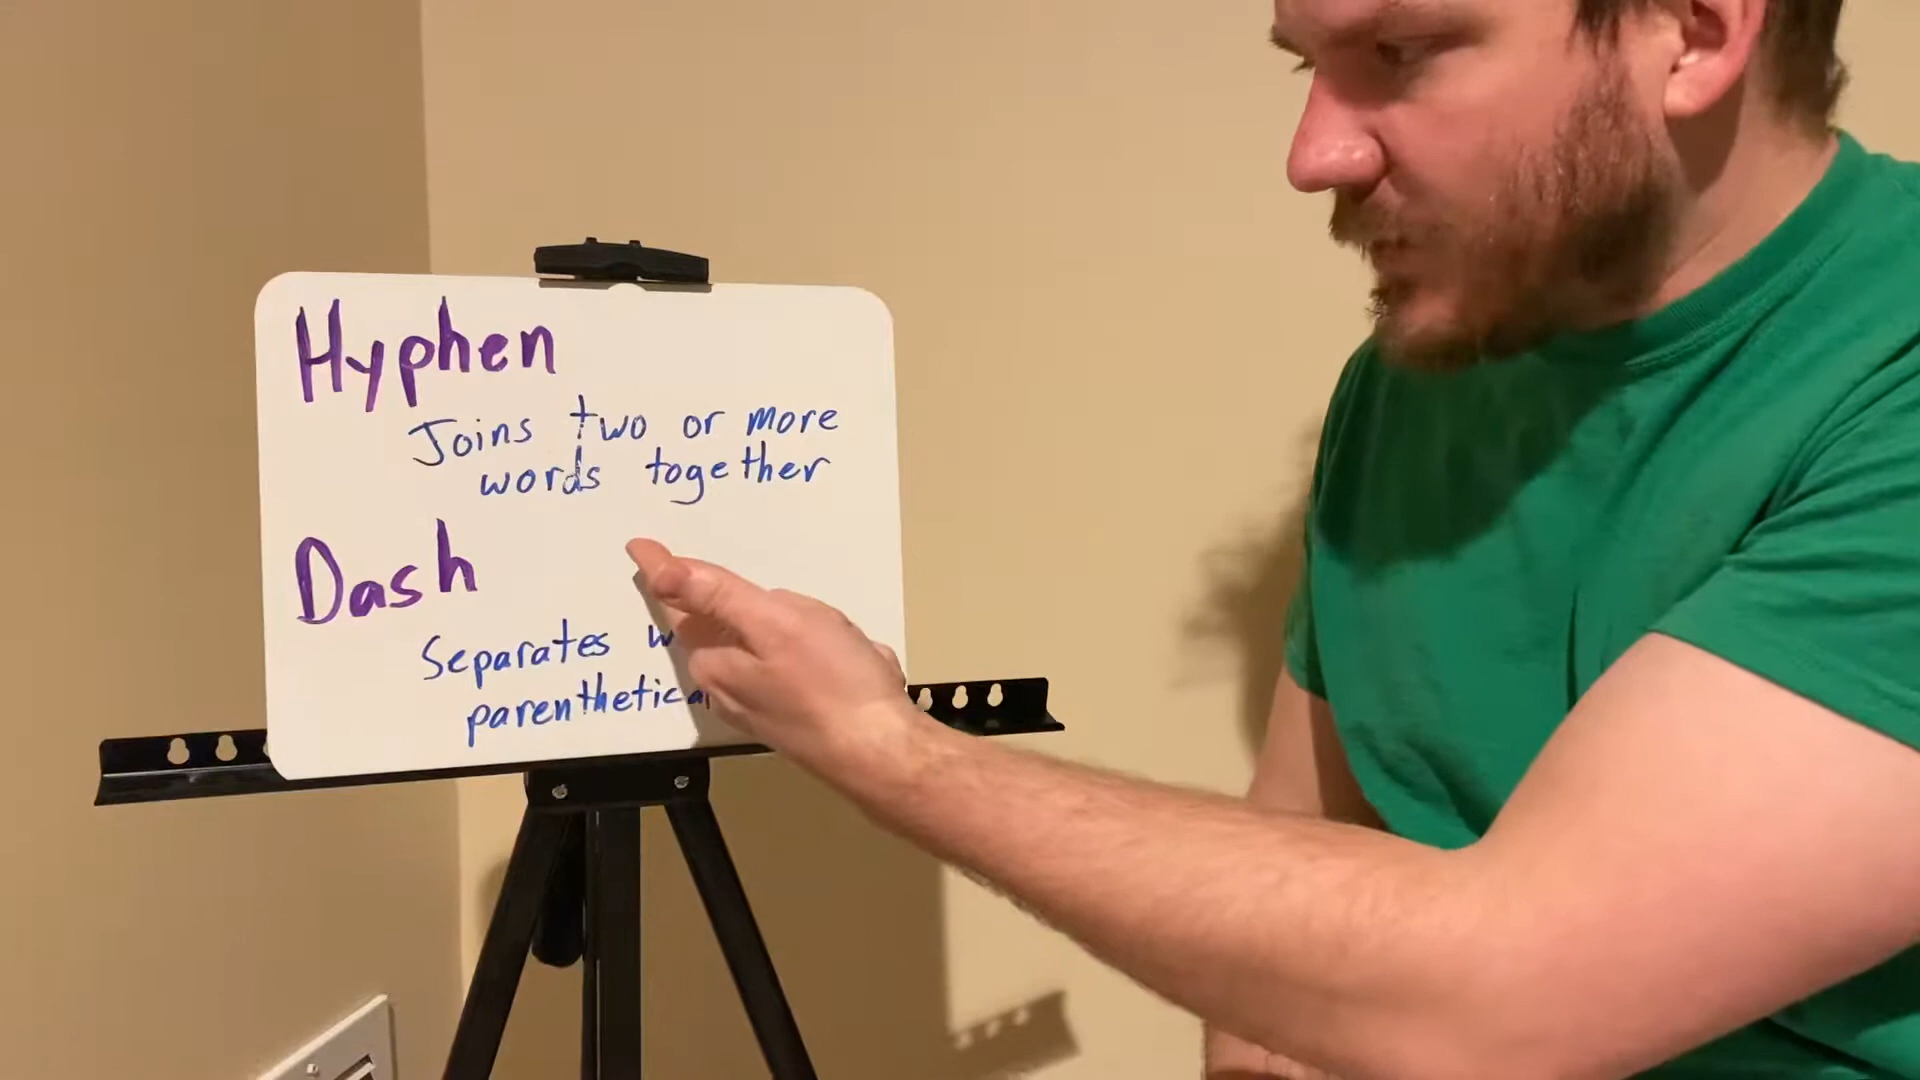 Hyphen
Joins two or more
words together
Dash
Separates
parenthetical